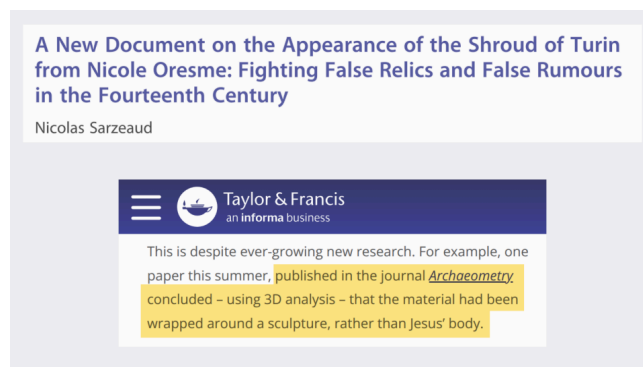 A New Document on the Appearance of the Shroud of Turin
from Nicole Oresme: Fighting False Relics and False Rumours
in the Fourteenth Century
Nicolas Sarzeaud
Taylor & Francis
an informa business
This is despite ever-growing new research. For example, one
paper this summer, published in the journal Archaeometry
concluded – using 3D analysis – that the material had been
wrapped around a sculpture, rather than Jesus’ body.